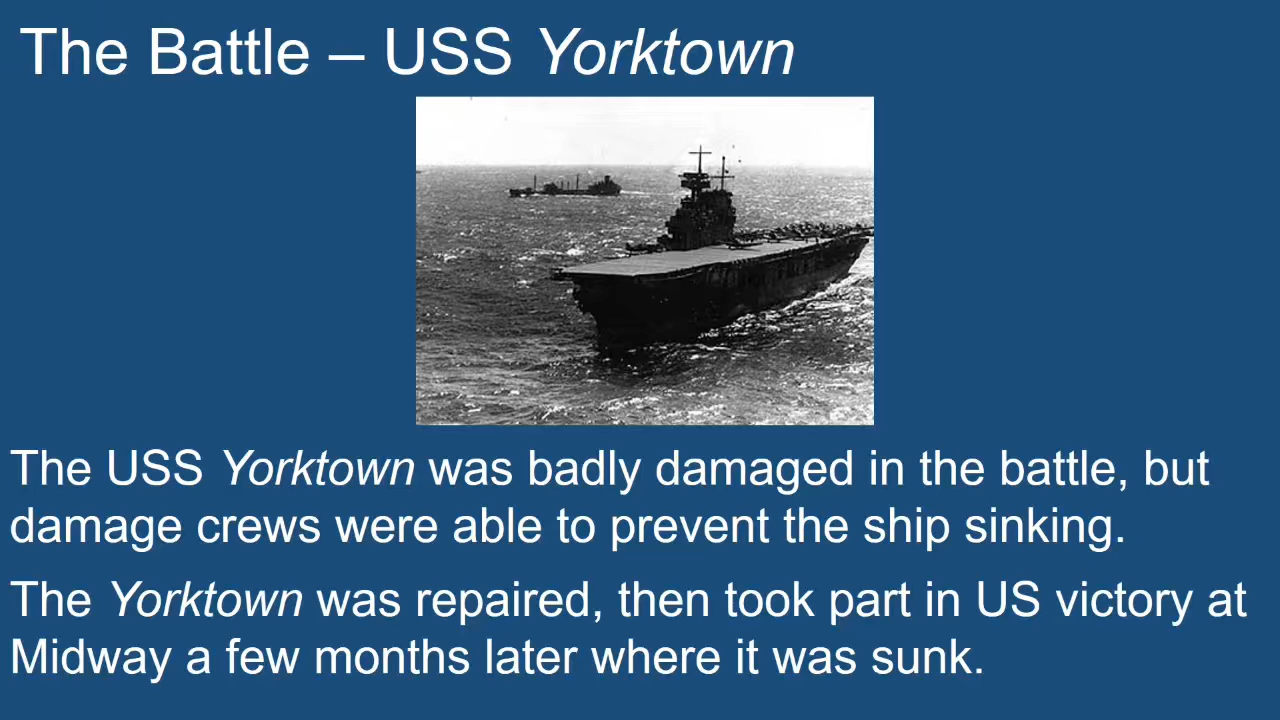 The Battle – USS Yorktown
The USS Yorktown was badly damaged in the battle, but
damage crews were able to prevent the ship sinking.
The Yorktown was repaired, then took part in US victory at
Midway a few months later where it was sunk.